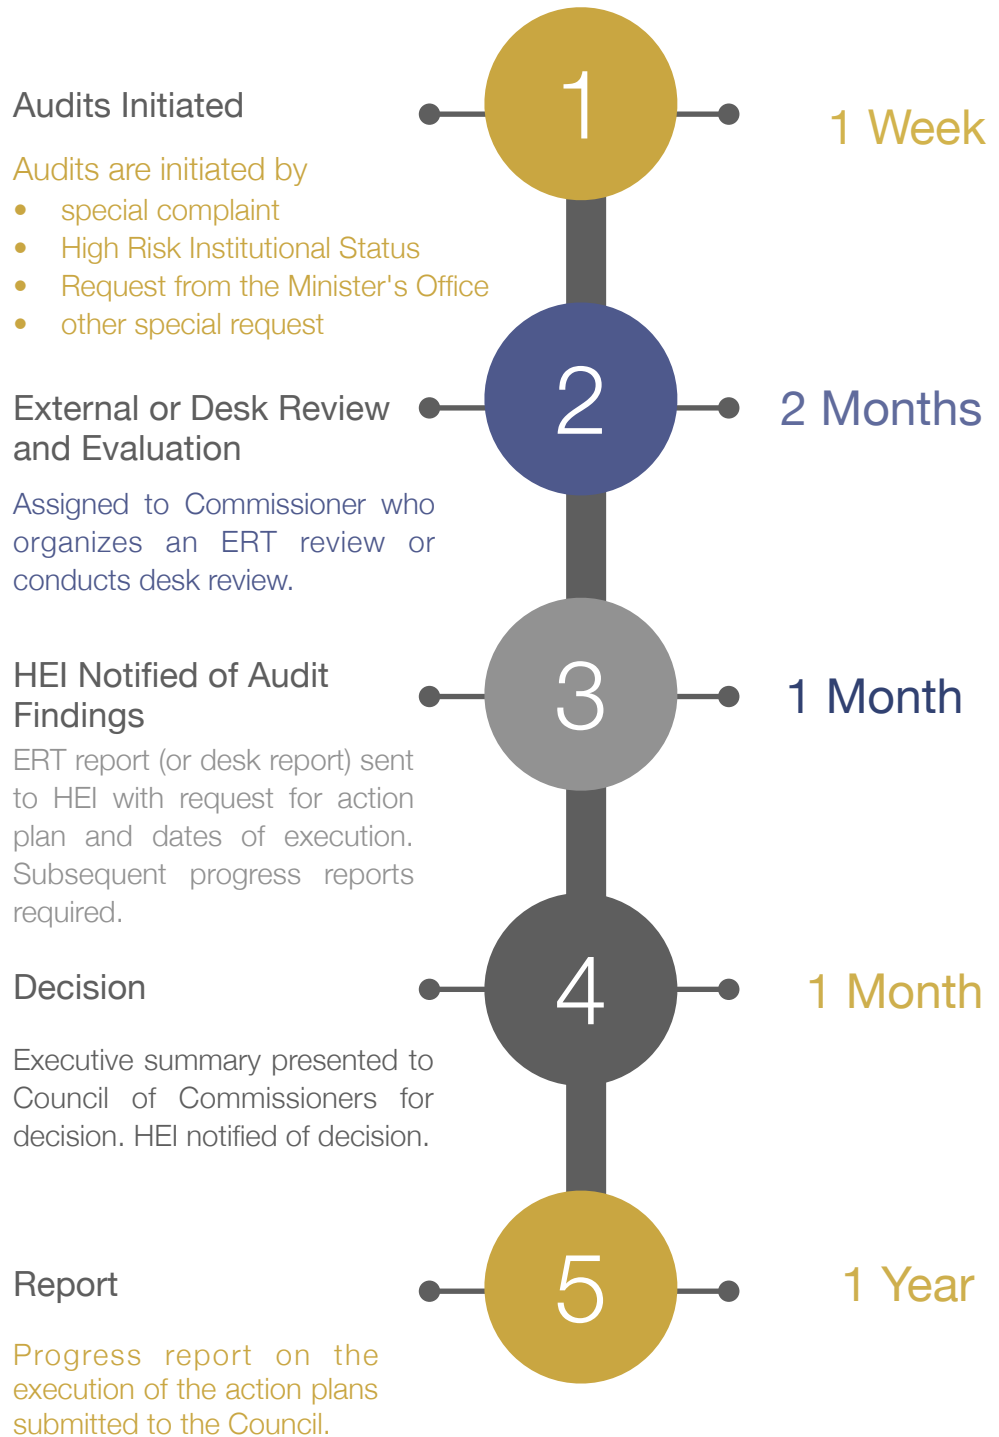 1
Audits Initiated
1 Week
Audits are initiated by
• special complaint
• High Risk Institutional Status
• Request from the Minister's Office
• other special request
2
External or Desk Review
and Evaluation
2 Months
Assigned to Commissioner who
organizes an ERT review or
conducts desk review.
3
HEI Notified of Audit
Findings
1 Month
ERT report (or desk report) sent
to HEI with request for action
plan and dates of execution.
Subsequent progress reports
required.
4
Decision
1 Month
Executive summary presented to
Council of Commissioners for
decision. HEI notified of decision.
5
Report
1 Year
Progress report on the
execution of the action plans
submitted to the Council.